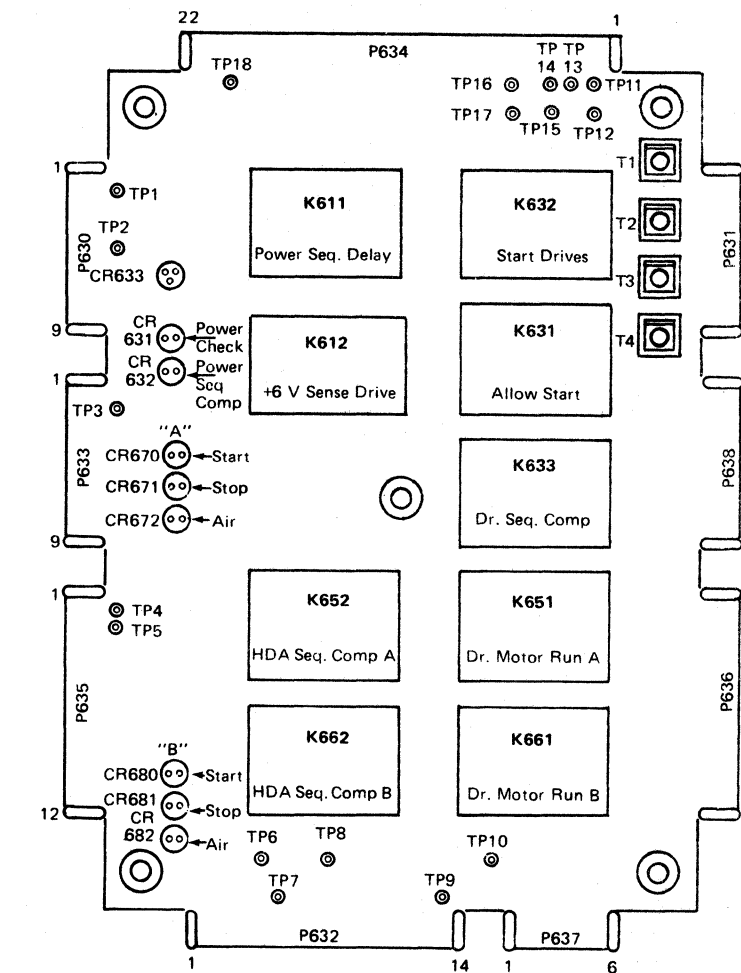 22
1
P634
TP18
TP TP
14 13
TP16
TP11
TP17
TP15
TP12
T1
1
TP1
K611
Power Seq. Delay
K632
Start Drives
T2
P630
TP2
CR633
P631
T3
9
CR
631
Power
Check
K612
+6 V Sense Drive
K631
Allow Start
T4
1
CR
632
Power
Seq
Comp
TP3
"A"
P633
CR670
Start
CR671
Stop
CR672
Air
K633
Dr. Seq. Comp
P638
9
1
TP4
TP5
K652
HDA Seq. Comp A
K651
Dr. Motor Run A
P635
P636
K662
HDA Seq. Comp B
K661
Dr. Motor Run B
"B"
CR680
Start
CR681
Stop
12
CR
682
Air
TP6
TP8
TP10
TP7
TP9
P632
P637
1
14
1
6